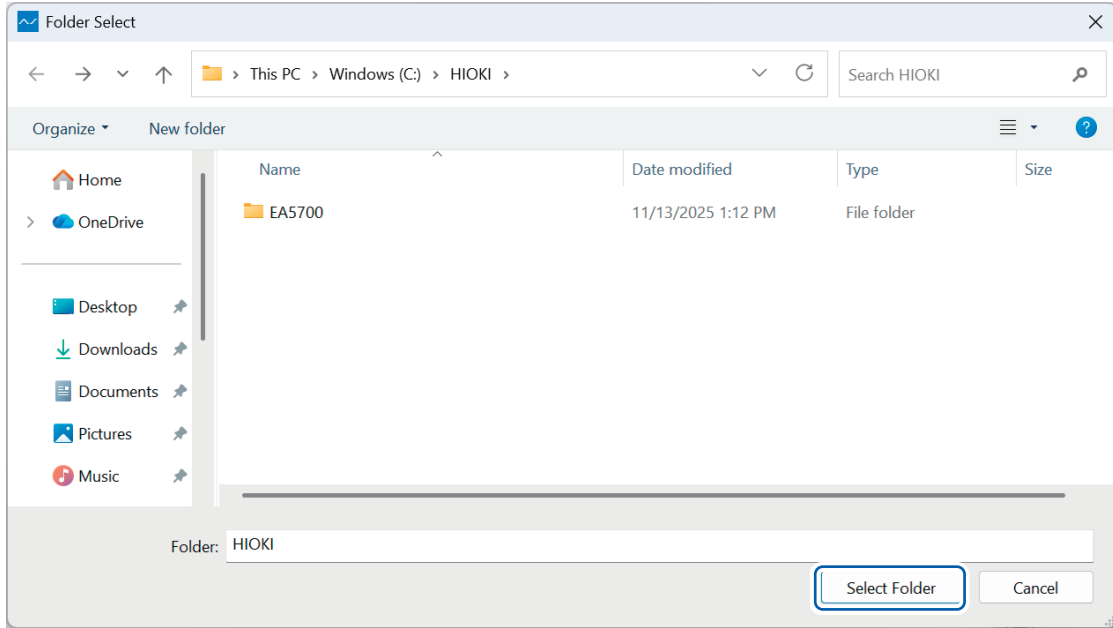 Folder Select
This PC > Windows (C:) > HIOKI >
Search HIOKI
Organize
New folder
Name
Date modified
Type
Size
Home
EA5700
11/13/2025 1:12 PM
File folder
OneDrive
Desktop
Downloads
Documents
Pictures
Music
Folder: HIOKI
Select Folder
Cancel